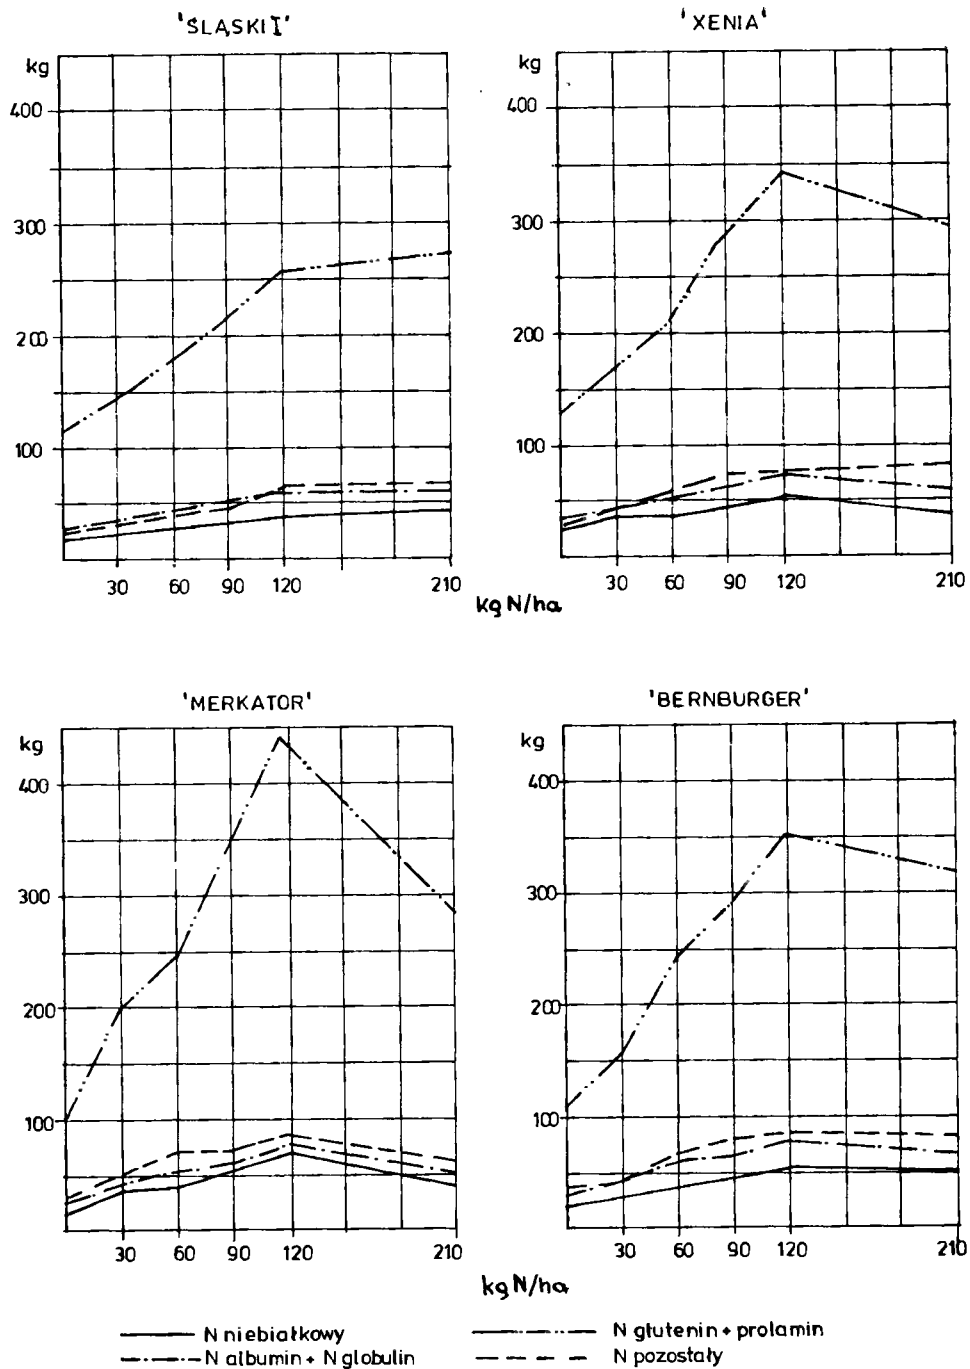 'ŚLĄSKI I'
kg
400
300
200
100
30 60 90 120 210
'XENIA'
kg
400
300
200
100
30 60 90 120 210
kg N/ha
'MERKATOR'
kg
400
300
200
100
30 60 90 120 210
'BERNBURGER'
kg
400
300
200
100
30 60 90 120 210
kg N/ha
N niebiałkowy
N albumin + N globulin
N glutenin + prolamin
N pozostały